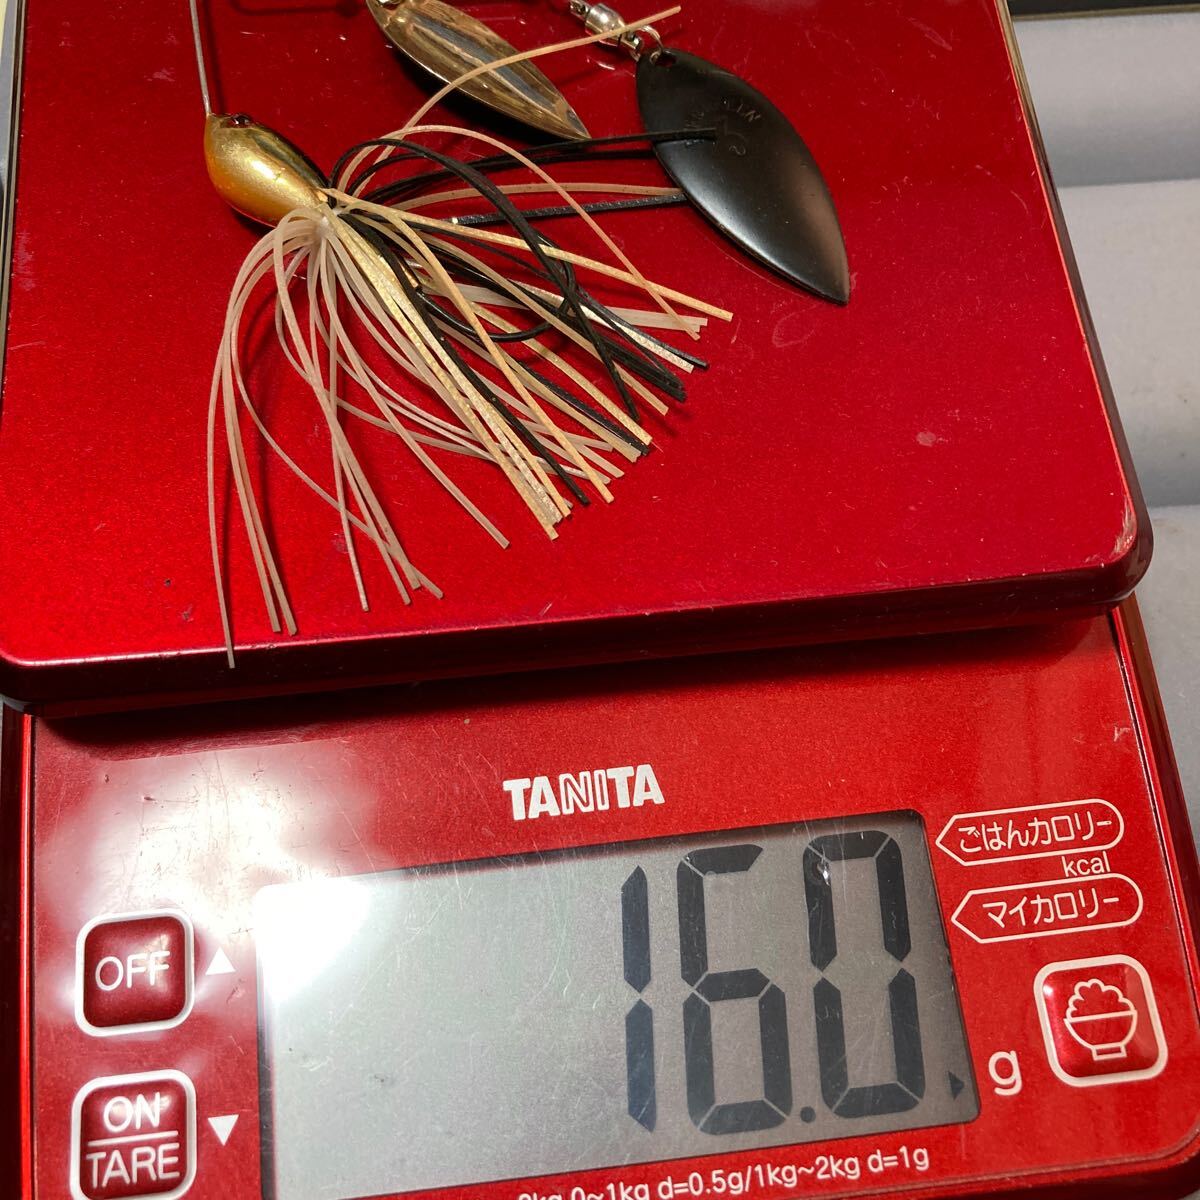 TANITA
ごはんカロリー
kcal
マイカロリー
OFF
16.0
g
ON
TARE
2kg 0~1kg d=0.5g/1kg~2kg d=1g